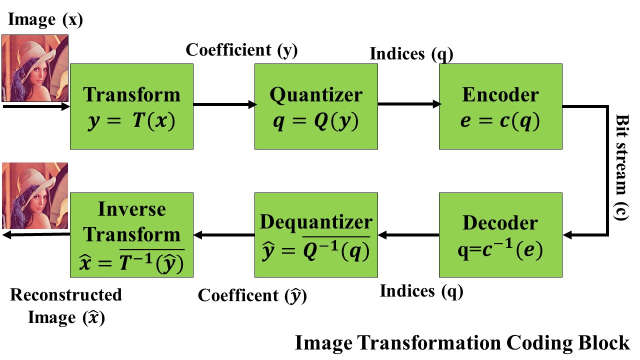 Image (x)
Coefficient (y)
Indices (q)
Transform
y = T(x)
Quantizer
q = Q(y)
Encoder
e = c(q)
Bit stream (c)
Inverse
Transform
x̂ = T⁻¹(ŷ)
Dequantizer
ŷ = Q⁻¹(q)
Decoder
q=c⁻¹(e)
Reconstructed
Image (x̂)
Coefficent (ŷ)
Indices (q)
Image Transformation Coding Block